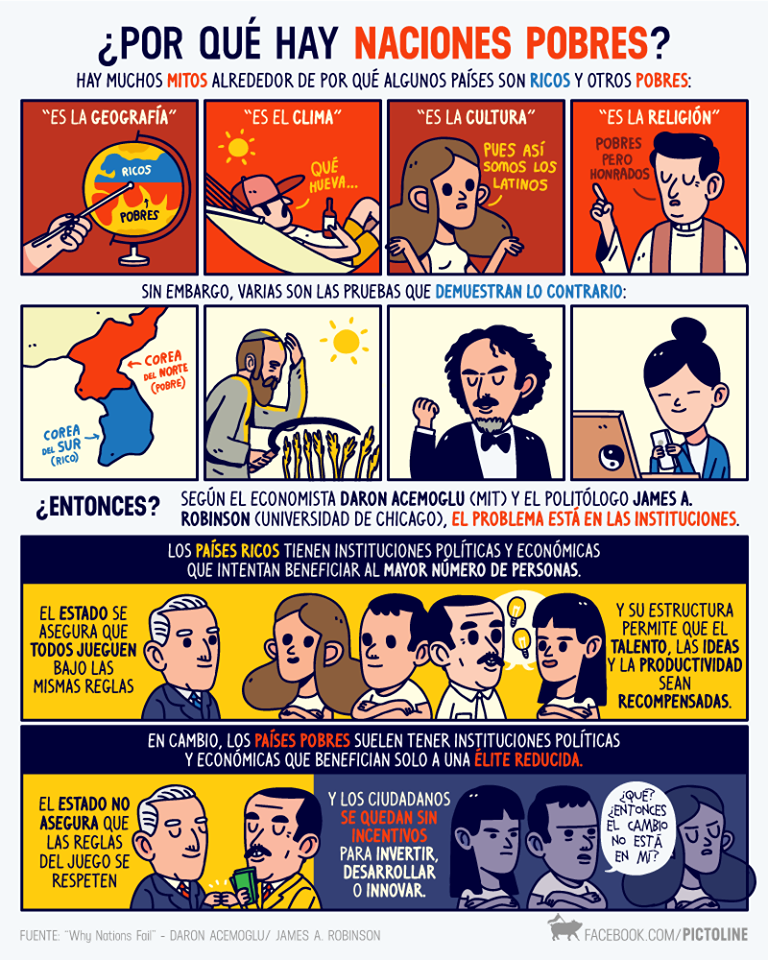 ¿POR QUÉ HAY NACIONES POBRES?
HAY MUCHOS MITOS ALREDEDOR DE POR QUÉ ALGUNOS PAÍSES SON RICOS Y OTROS POBRES:
"ES LA GEOGRAFÍA"
RICOS
POBRES
"ES EL CLIMA"
QUÉ
HUEVA...
"ES LA CULTURA"
PUES ASÍ
SOMOS LOS
LATINOS
"ES LA RELIGIÓN"
POBRES
PERO
HONRADOS
SIN EMBARGO, VARIAS SON LAS PRUEBAS QUE DEMUESTRAN LO CONTRARIO:
COREA
DEL NORTE
(POBRE)
COREA
DEL SUR
(RICO)
¿ENTONCES?
SEGÚN EL ECONOMISTA DARON ACEMOGLU (MIT) Y EL POLITÓLOGO JAMES A.
ROBINSON (UNIVERSIDAD DE CHICAGO), EL PROBLEMA ESTÁ EN LAS INSTITUCIONES.
LOS PAÍSES RICOS TIENEN INSTITUCIONES POLÍTICAS Y ECONÓMICAS
QUE INTENTAN BENEFICIAR AL MAYOR NÚMERO DE PERSONAS.
EL ESTADO SE
ASEGURA QUE
TODOS JUEGUEN
BAJO LAS
MISMAS REGLAS
Y SU ESTRUCTURA
PERMITE QUE EL
TALENTO, LAS IDEAS
Y LA PRODUCTIVIDAD
SEAN
RECOMPENSADAS.
EN CAMBIO, LOS PAÍSES POBRES SUELEN TENER INSTITUCIONES POLÍTICAS
Y ECONÓMICAS QUE BENEFICIAN SOLO A UNA ÉLITE REDUCIDA.
EL ESTADO NO
ASEGURA QUE
LAS REGLAS
DEL JUEGO SE
RESPETEN
Y LOS CIUDADANOS
SE QUEDAN SIN
INCENTIVOS
PARA INVERTIR,
DESARROLLAR
O INNOVAR.
¿QUÉ?
¿ENTONCES
EL CAMBIO
NO ESTÁ
EN MÍ?
FUENTE: "Why Nations Fail" - DARON ACEMOGLU/ JAMES A. ROBINSON
FACEBOOK.COM/PICTOLINE